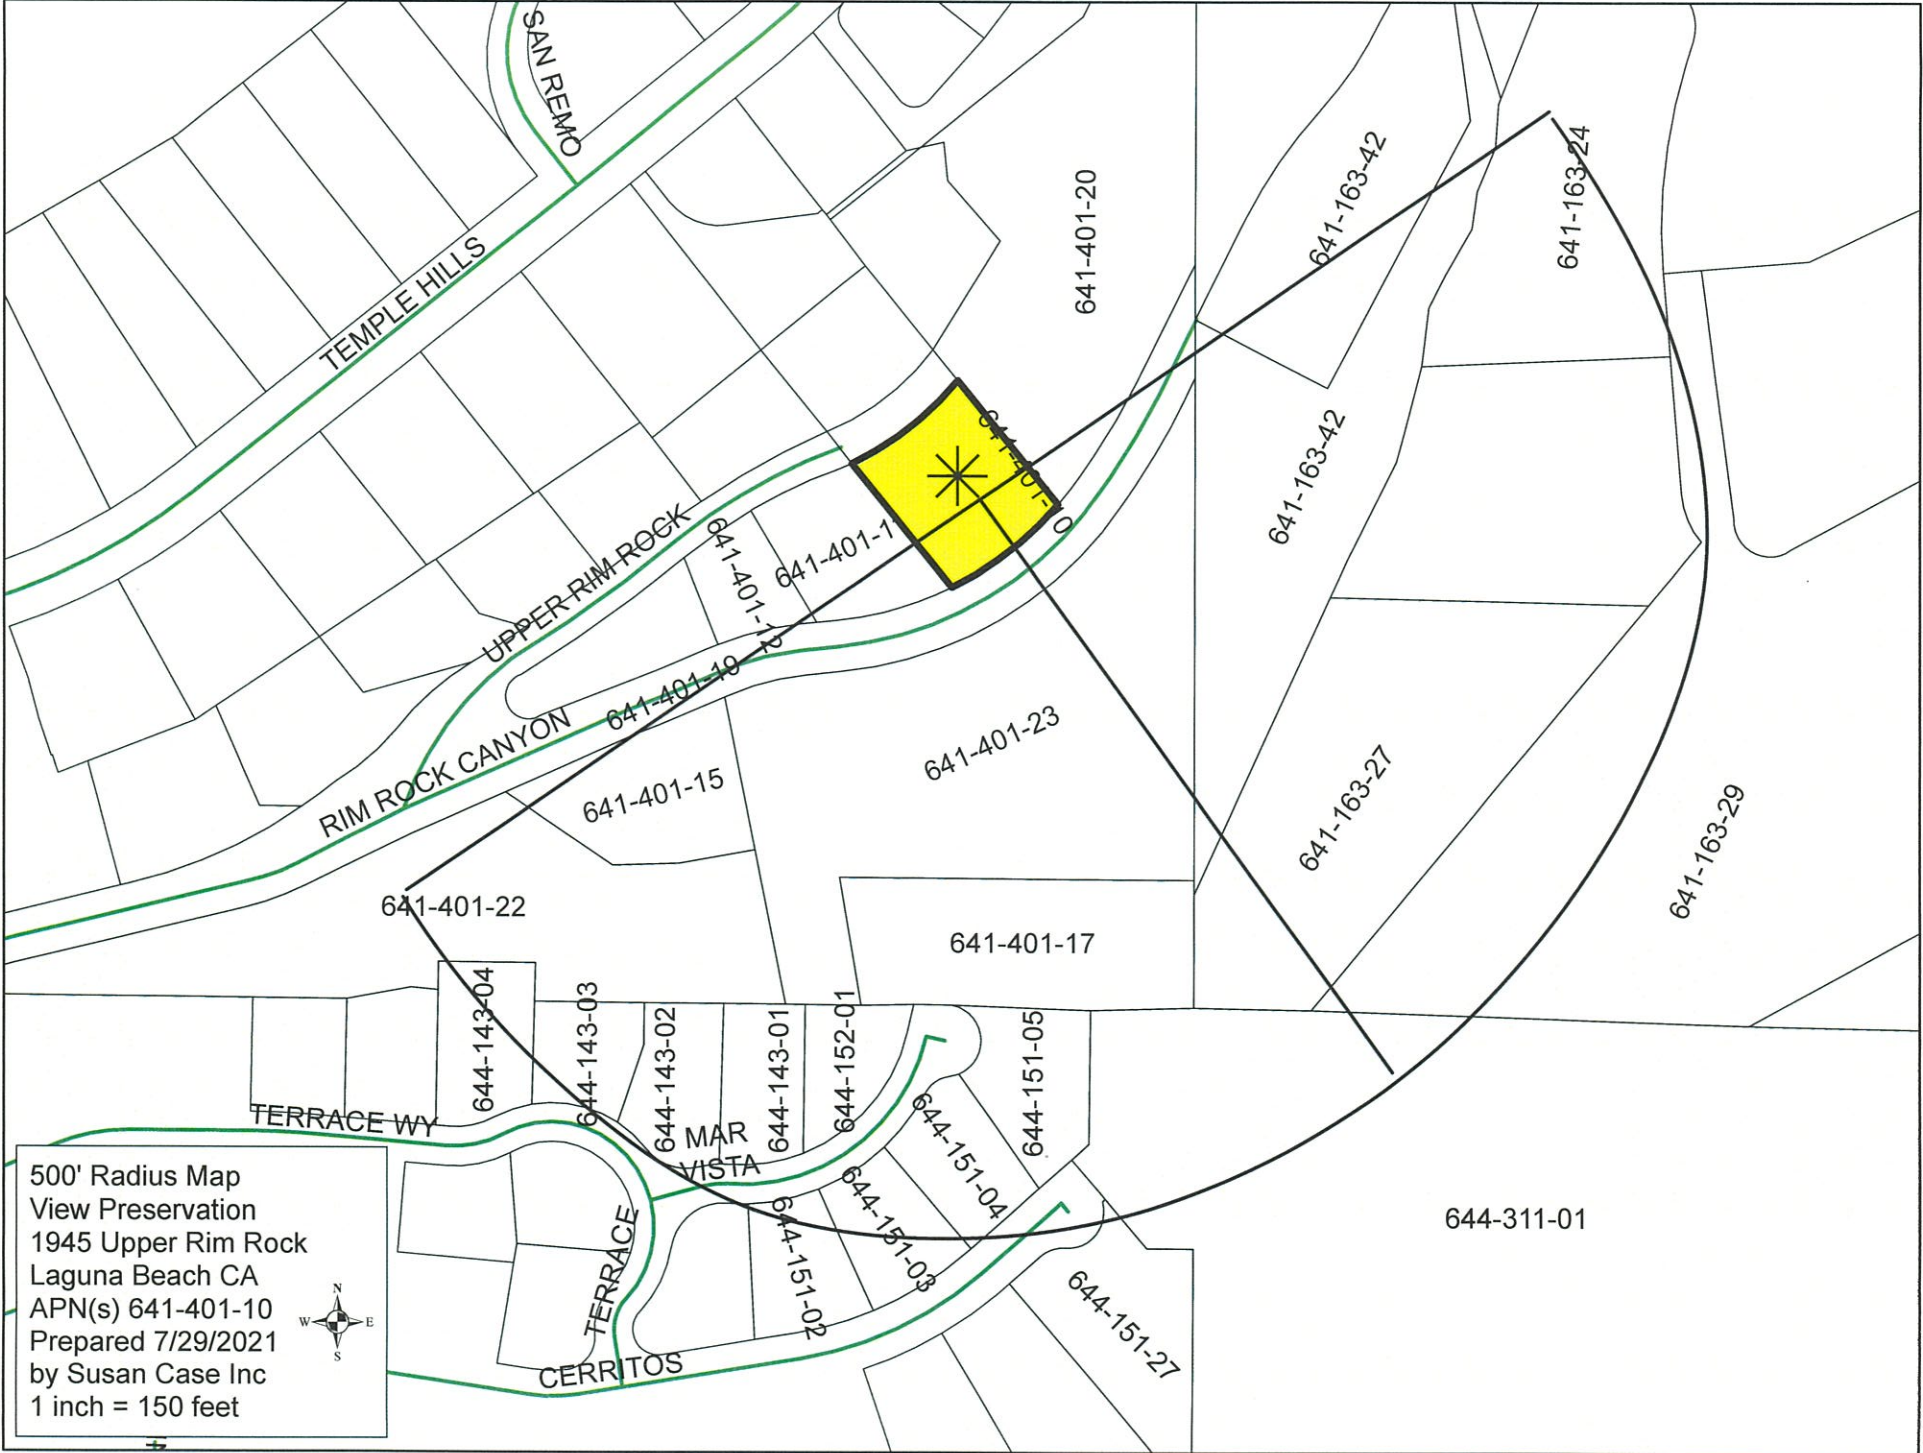 SAN REMO
TEMPLE HILLS
641-401-20
641-163-42
641-163-24
641-401-10
641-163-42
UPPER RIM ROCK
641-401-12
641-401-1
641-401-19
RIM ROCK CANYON
641-401-15
641-401-23
641-163-27
641-163-29
641-401-22
641-401-17
644-143-04
644-143-03
644-143-02
644-143-01
644-152-01
644-151-05
TERRACE WY
MAR
VISTA
644-151-04
644-151-03
644-151-02
TERRACE
CERRITOS
644-151-27
644-311-01
500' Radius Map
View Preservation
1945 Upper Rim Rock
Laguna Beach CA
APN(s) 641-401-10
Prepared 7/29/2021
by Susan Case Inc
1 inch = 150 feet
N
W E
S